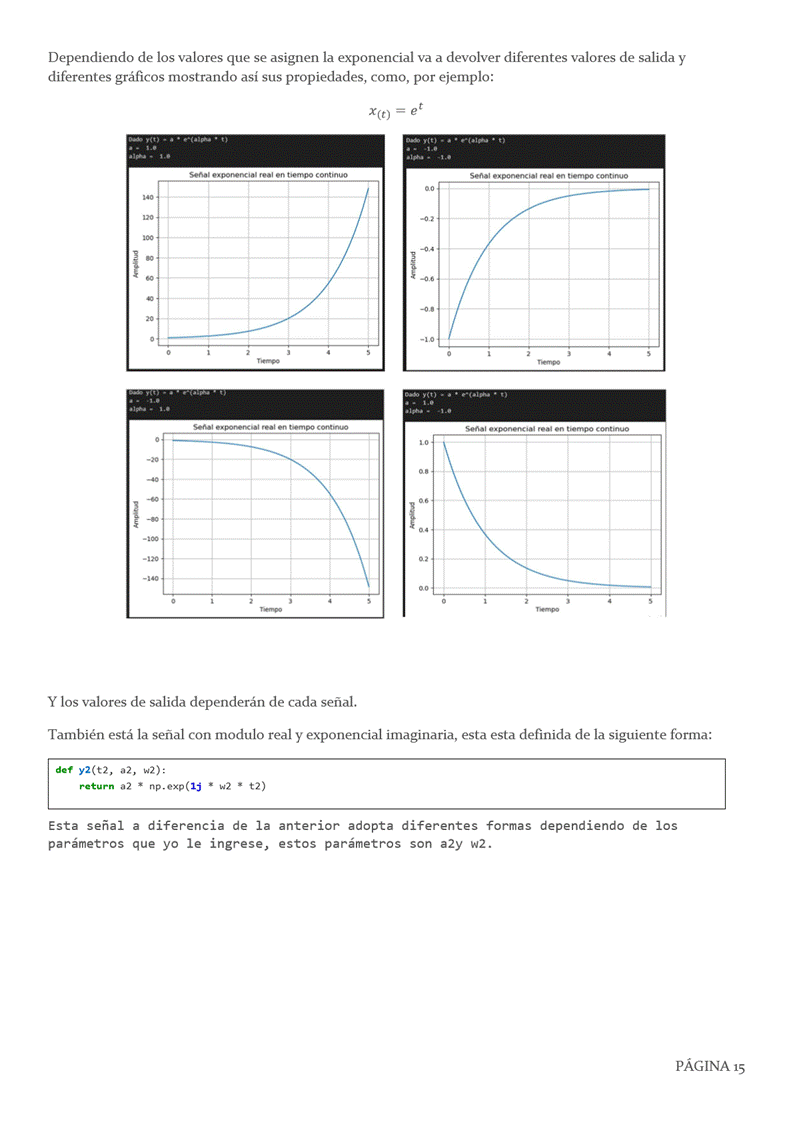 Dependiendo de los valores que se asignen la exponencial va a devolver diferentes valores de salida y
diferentes gráficos mostrando así sus propiedades, como, por ejemplo:
x(t) = e^t
Dado y(t) = a * e^(alpha * t)
a = 1.0
alpha = 1.0
Señal exponencial real en tiempo continuo
140
120
100
80
60
40
20
0
Amplitud
0 1 2 3 4 5
Tiempo
Dado y(t) = a * e^(alpha * t)
a = -1.0
alpha = -1.0
Señal exponencial real en tiempo continuo
0.0
−0.2
−0.4
−0.6
−0.8
−1.0
Amplitud
0 1 2 3 4 5
Tiempo
Dado y(t) = a * e^(alpha * t)
a = -1.0
alpha = 1.0
Señal exponencial real en tiempo continuo
0
−20
−40
−60
−80
−100
−120
−140
Amplitud
0 1 2 3 4 5
Tiempo
Dado y(t) = a * e^(alpha * t)
a = 1.0
alpha = -1.0
Señal exponencial real en tiempo continuo
1.0
0.8
0.6
0.4
0.2
0.0
Amplitud
0 1 2 3 4 5
Tiempo
Y los valores de salida dependerán de cada señal.
También está la señal con modulo real y exponencial imaginaria, esta esta definida de la siguiente forma:
def y2(t2, a2, w2):
    return a2 * np.exp(1j * w2 * t2)
Esta señal a diferencia de la anterior adopta diferentes formas dependiendo de los
parámetros que yo le ingrese, estos parámetros son a2y w2.
PÁGINA 15